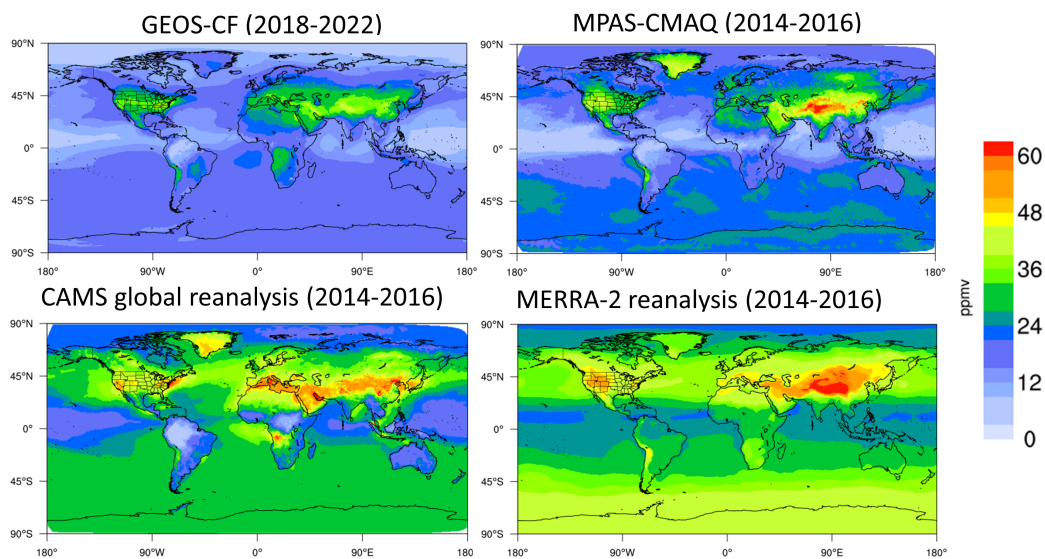 GEOS-CF (2018-2022)
MPAS-CMAQ (2014-2016)
90°N
45°N
0°
45°S
90°S
180°
90°W
0°
90°E
180°
90°N
45°N
0°
45°S
90°S
180°
90°W
0°
90°E
180°
CAMS global reanalysis (2014-2016)
MERRA-2 reanalysis (2014-2016)
90°N
45°N
0°
45°S
90°S
180°
90°W
0°
90°E
180°
90°N
45°N
0°
45°S
90°S
180°
90°W
0°
90°E
180°
60
48
36
24
12
0
ppmv